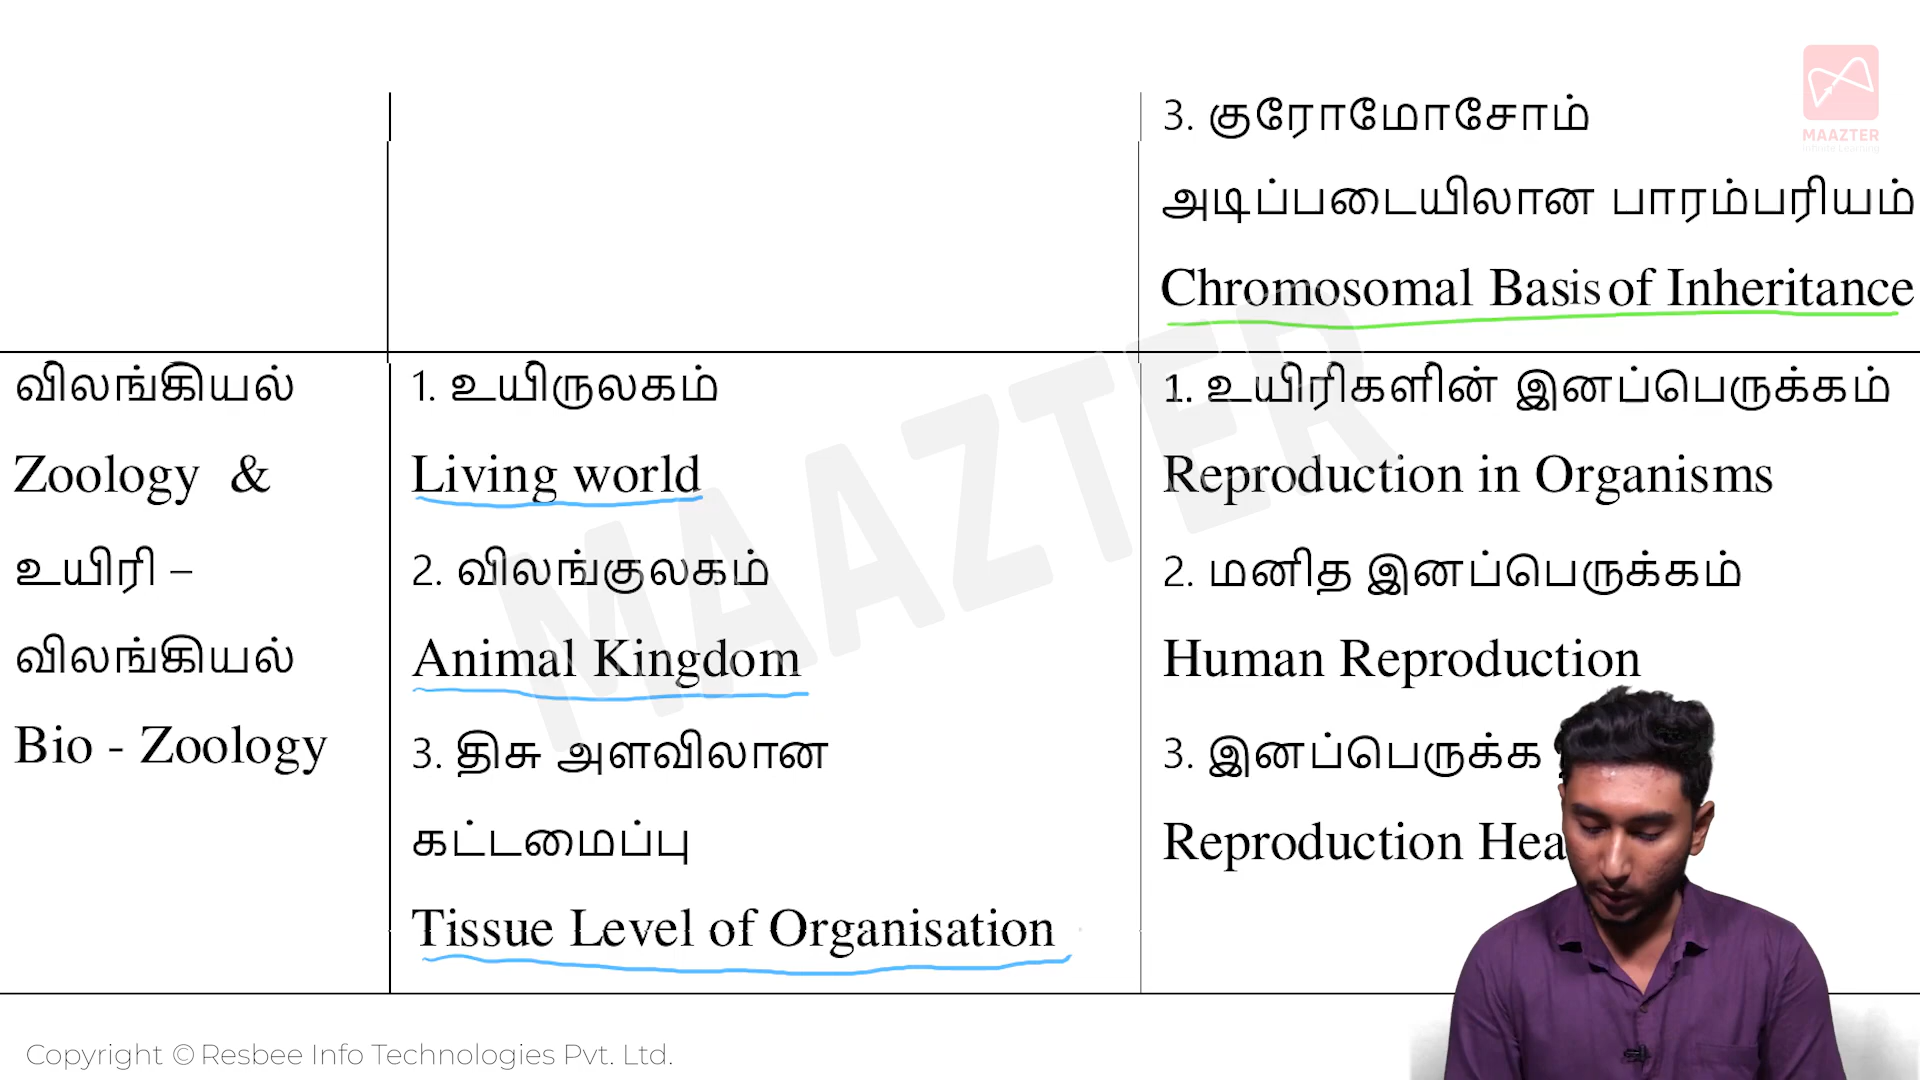 MAAZTER
Infinite Learning
3. குரோமோசோம்
அடிப்படையிலான பாரம்பரியம்
Chromosomal Basis of Inheritance
விலங்கியல்
Zoology &
உயிரி –
விலங்கியல்
Bio - Zoology
1. உயிருலகம்
Living world
2. விலங்குலகம்
Animal Kingdom
3. திசு அளவிலான
கட்டமைப்பு
Tissue Level of Organisation
1. உயிரிகளின் இனப்பெருக்கம்
Reproduction in Organisms
2. மனித இனப்பெருக்கம்
Human Reproduction
3. இனப்பெருக்க
Reproduction Hea
MAAZTER
Copyright © Resbee Info Technologies Pvt. Ltd.